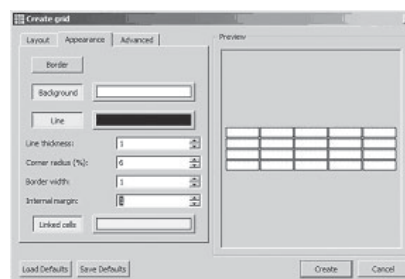 Create grid
Layout Appearance Advanced
Preview
Border
Background
Line
Line thickness: 1
Corner radius (%): 6
Border width: 1
Internal margin:
Linked cells
Load Defaults Save Defaults Create Cancel